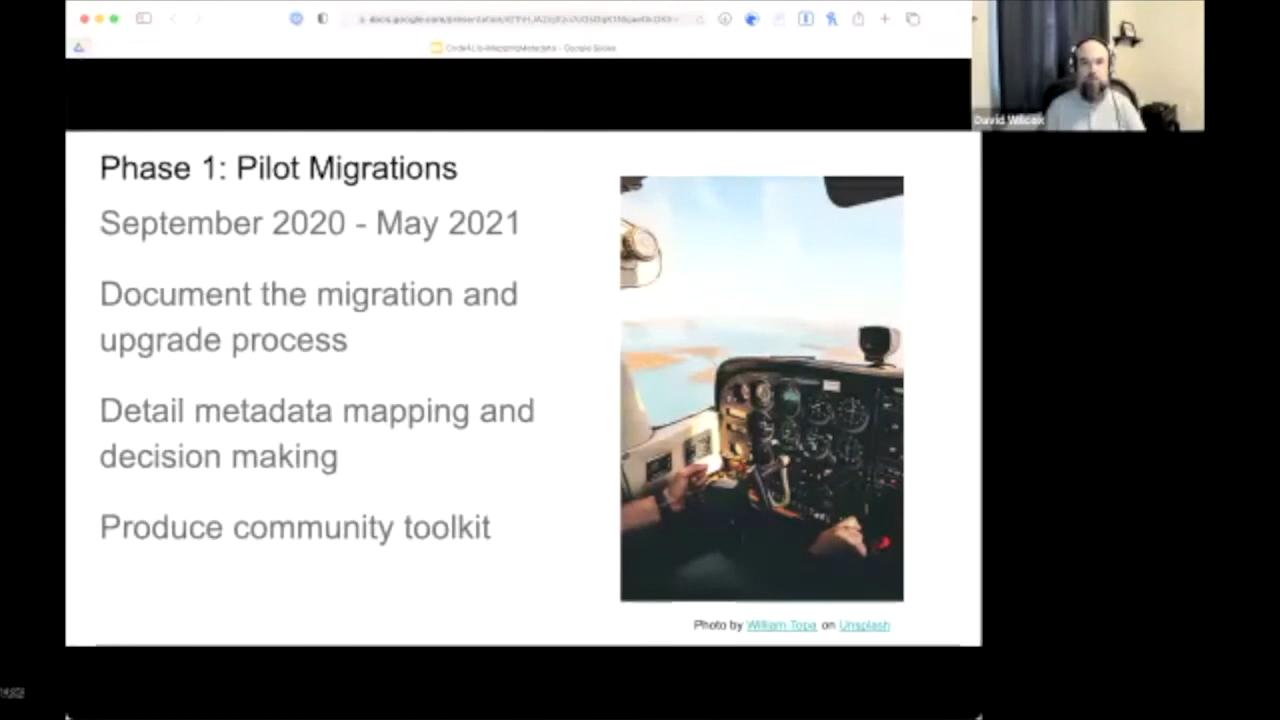 David Wilcox
Phase 1: Pilot Migrations
September 2020 - May 2021
Document the migration and
upgrade process
Detail metadata mapping and
decision making
Produce community toolkit
Photo by William Topa on Unsplash